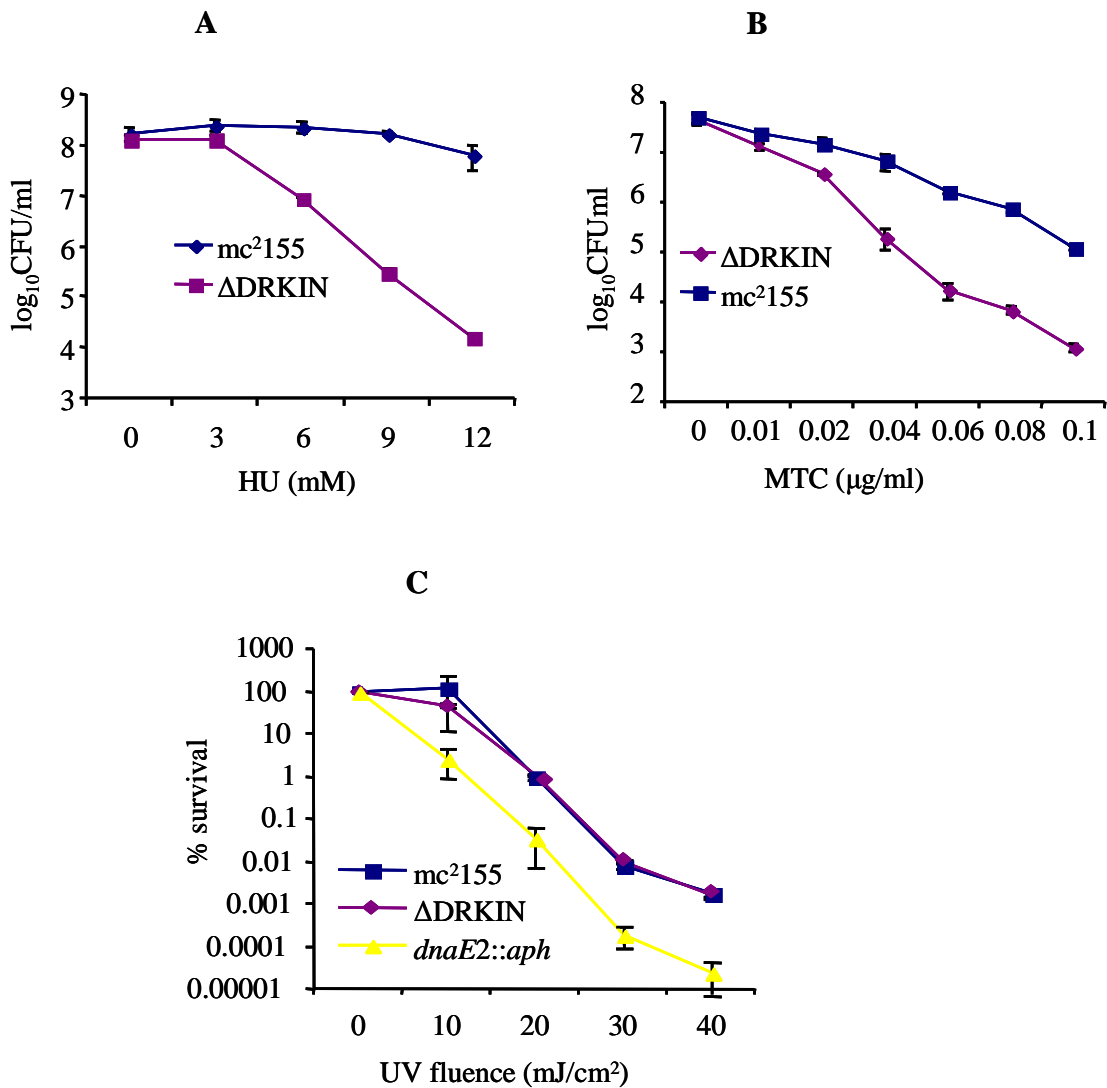 A
9
8
7
6
5
4
3
log₁₀CFU/ml
mc²155
ΔDRKIN
0 3 6 9 12
HU (mM)
B
8
7
6
5
4
3
2
log₁₀CFUml
ΔDRKIN
mc²155
0 0.01 0.02 0.04 0.06 0.08 0.1
MTC (μg/ml)
C
1000
100
10
1
0.1
0.01
0.001
0.0001
0.00001
% survival
mc²155
ΔDRKIN
dnaE2::aph
0 10 20 30 40
UV fluence (mJ/cm²)